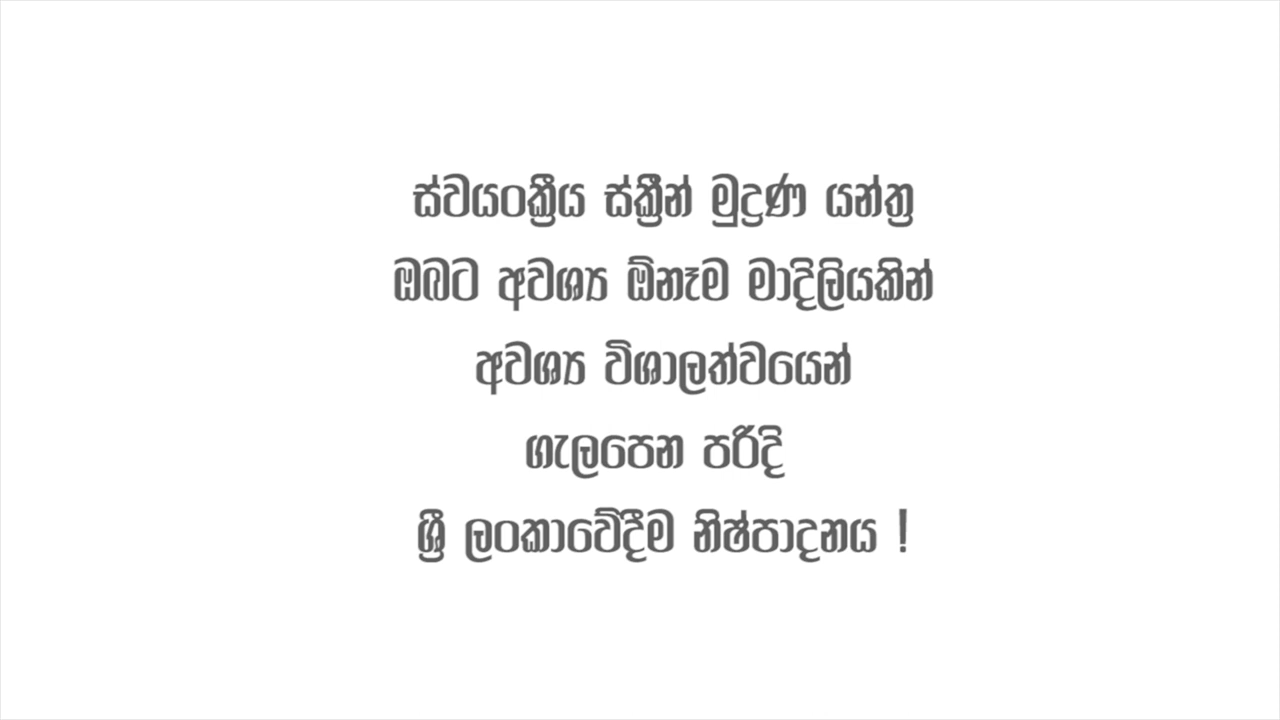 ස්වයංක්‍රීය ස්ක්‍රීන් මුද්‍රණ යන්ත්‍ර
ඔබට අවශ්‍ය ඕනෑම මාදිලියකින්
අවශ්‍ය විශාලත්වයෙන්
ගැලපෙන පරිදි
ශ්‍රී ලංකාවේදීම නිෂ්පාදනය !